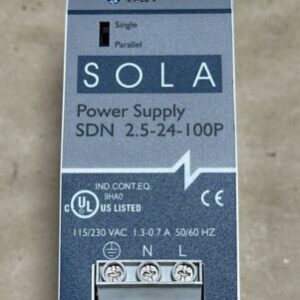 Single
Parallel
SOLA
Power Supply
SDN 2.5-24-100P
IND. CONT. EQ.
9HA0
C UL US LISTED
CE
115/230 VAC 1.3-0.7 A 50/60 HZ
N L